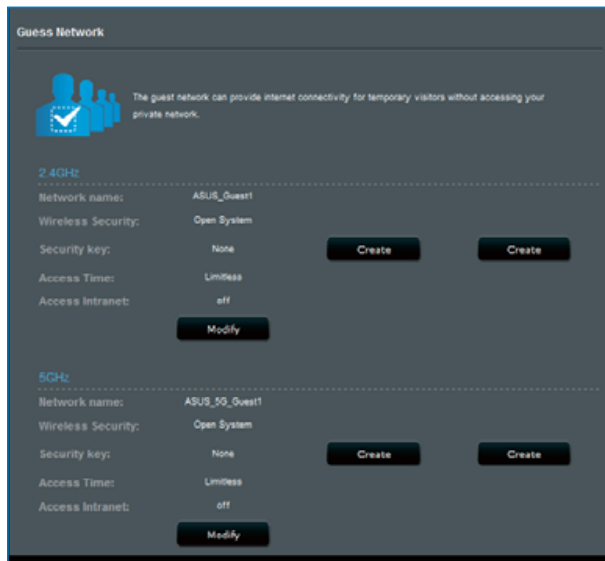 Guess Network
The guest network can provide internet connectivity for temporary visitors without accessing your
private network.
2.4GHz
Network name: ASUS_Guest1
Wireless Security: Open System
Security key: None Create Create
Access Time: Limitless
Access Intranet: off
Modify
5GHz
Network name: ASUS_5G_Guest1
Wireless Security: Open System
Security key: None Create Create
Access Time: Limitless
Access Intranet: off
Modify